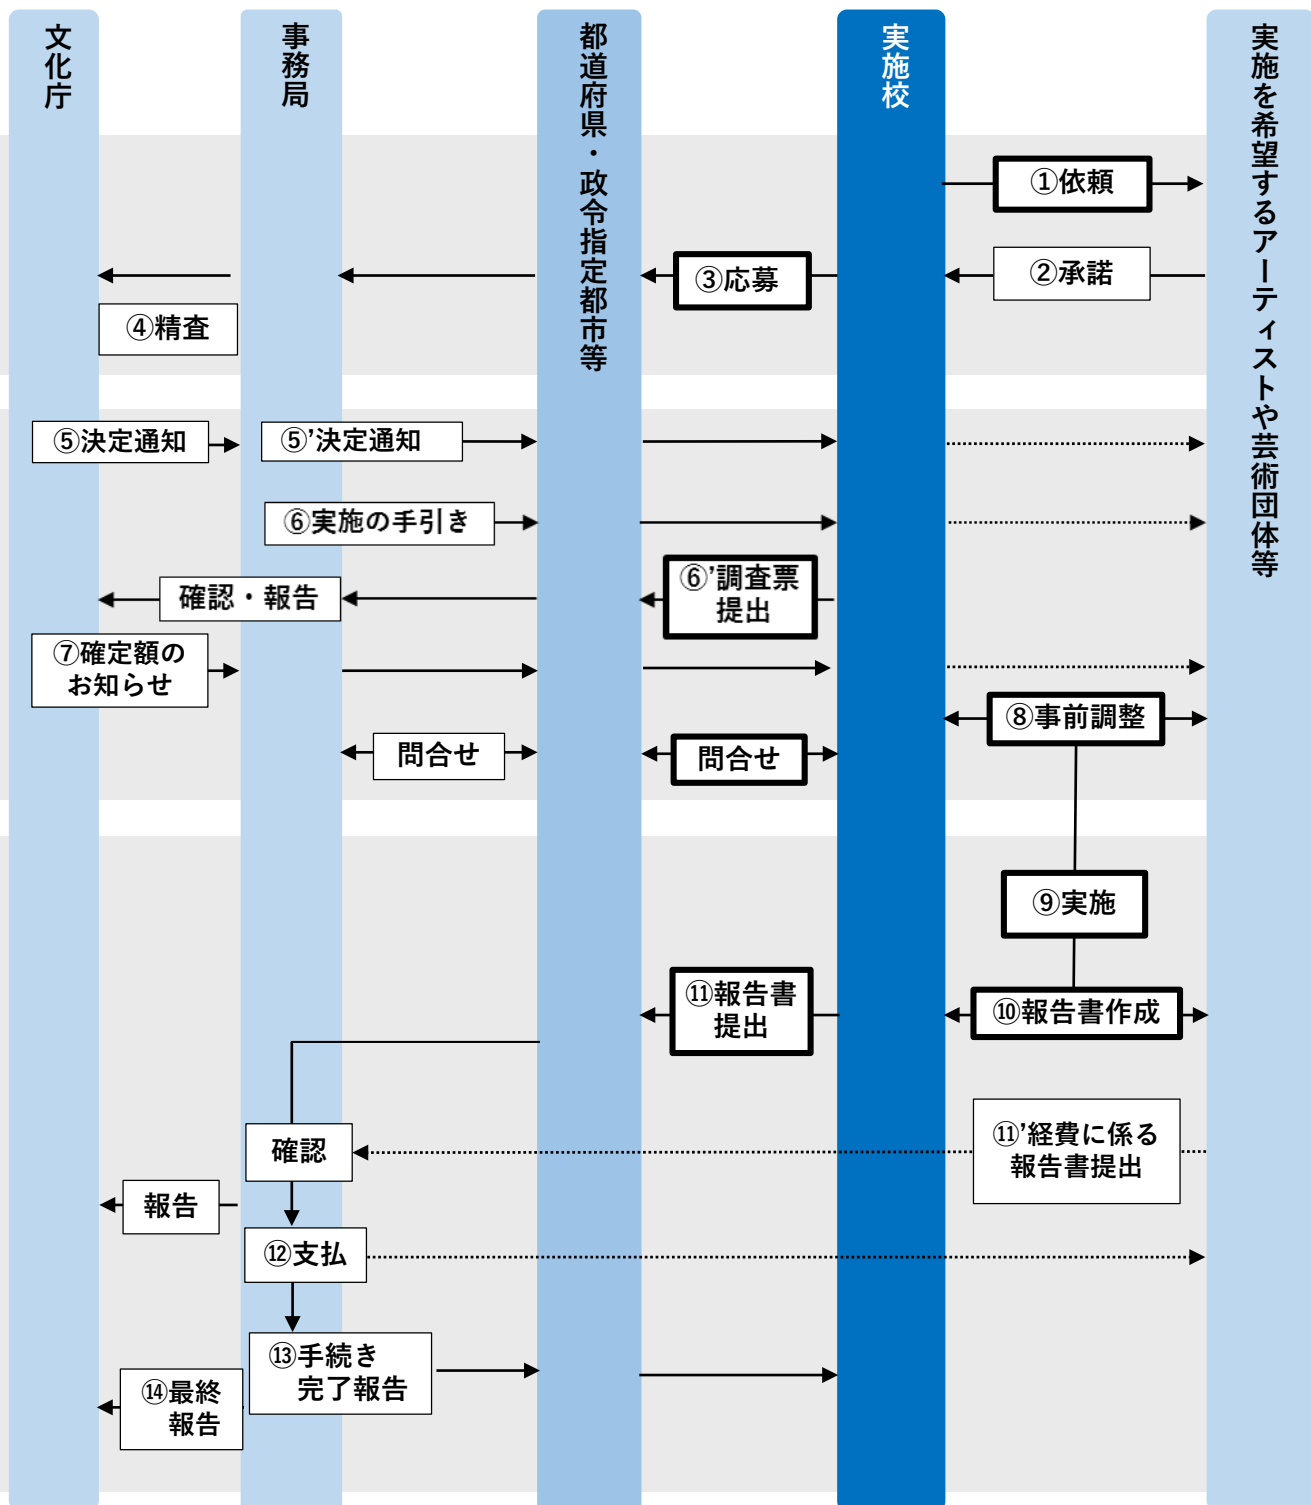 文化庁
事務局
都道府県・政令指定都市等
実施校
実施を希望するアーティストや芸術団体等
①依頼
②承諾
③応募
④精査
⑤決定通知
⑤’決定通知
⑥実施の手引き
⑥’調査票
提出
確認・報告
⑦確定額の
お知らせ
⑧事前調整
問合せ
問合せ
⑨実施
⑩報告書作成
⑪報告書
提出
⑪’経費に係る
報告書提出
確認
報告
⑫支払
⑬手続き
完了報告
⑭最終
報告